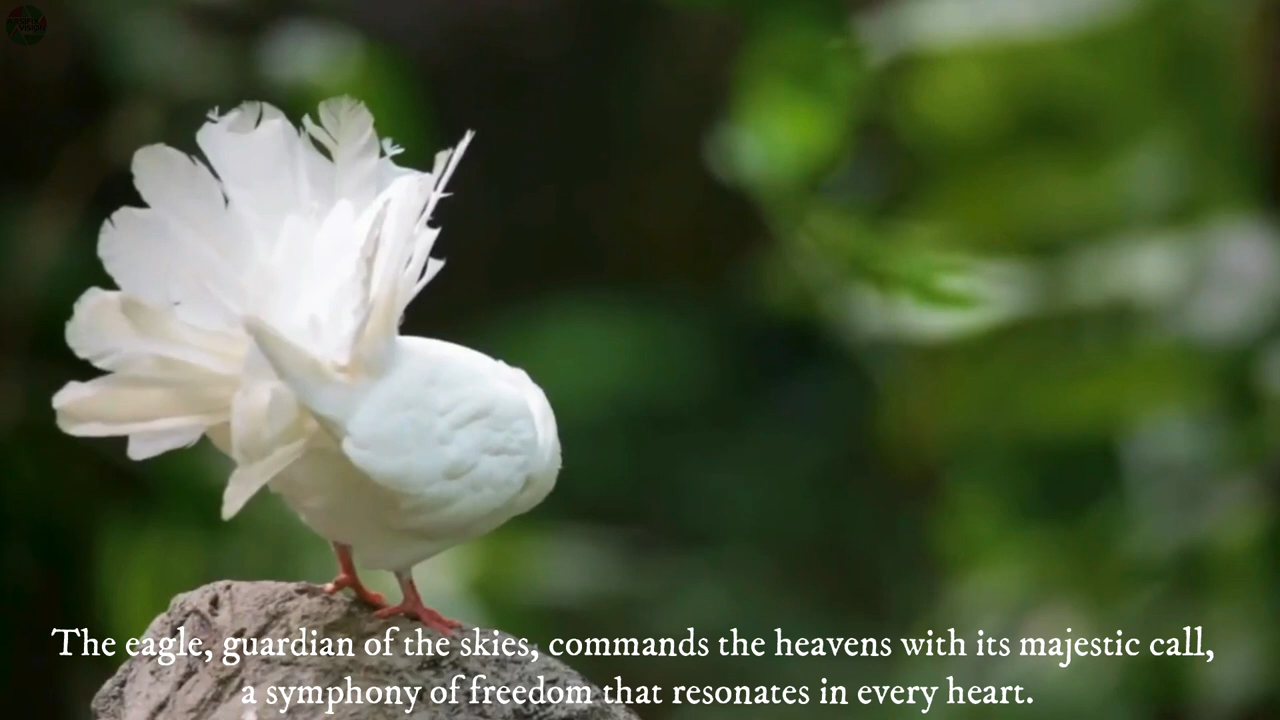 The eagle, guardian of the skies, commands the heavens with its majestic call,
a symphony of freedom that resonates in every heart.